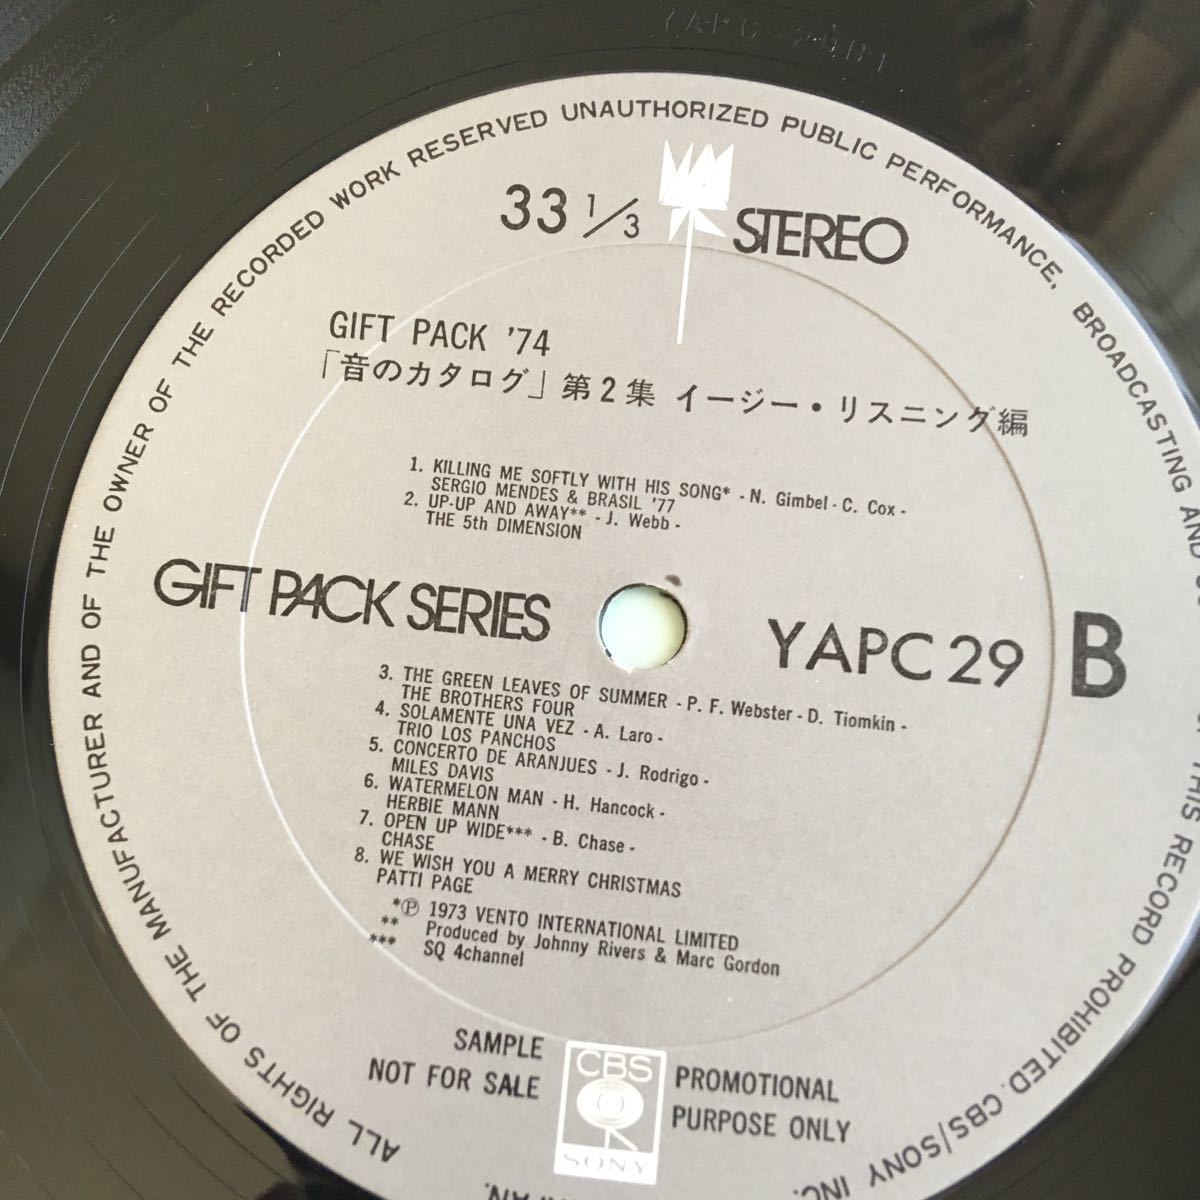 YAPC-29B1
33 1/3 STEREO
GIFT PACK '74
「音のカタログ」第2集 イージー・リスニング編
1. KILLING ME SOFTLY WITH HIS SONG* - N. Gimbel - C. Cox -
SERGIO MENDES & BRASIL '77
2. UP-UP AND AWAY** - J. Webb -
THE 5th DIMENSION
GIFT PACK SERIES
YAPC 29 B
3. THE GREEN LEAVES OF SUMMER - P. F. Webster - D. Tiomkin -
THE BROTHERS FOUR
4. SOLAMENTE UNA VEZ - A. Laro -
TRIO LOS PANCHOS
5. CONCERTO DE ARANJUES - J. Rodrigo -
MILES DAVIS
6. WATERMELON MAN - H. Hancock -
HERBIE MANN
7. OPEN UP WIDE*** - B. Chase -
CHASE
8. WE WISH YOU A MERRY CHRISTMAS
PATTI PAGE
*Ⓟ 1973 VENTO INTERNATIONAL LIMITED
** Produced by Johnny Rivers & Marc Gordon
*** SQ 4channel
SAMPLE
NOT FOR SALE
CBS
SONY
PROMOTIONAL
PURPOSE ONLY
ALL RIGHTS OF THE MANUFACTURER AND OF THE OWNER OF THE RECORDED WORK RESERVED UNAUTHORIZED PUBLIC PERFORMANCE, BROADCASTING AND OF THIS RECORD PROHIBITED. CBS/SONY INC.